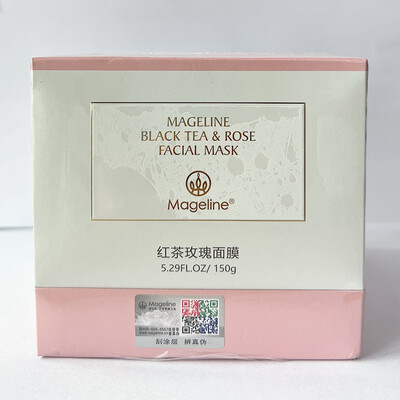 MAGELINE
BLACK TEA & ROSE
FACIAL MASK
Mageline®
红茶玫瑰面膜
5.29FL.OZ/ 150g
Mageline
刮涂层 辨真伪